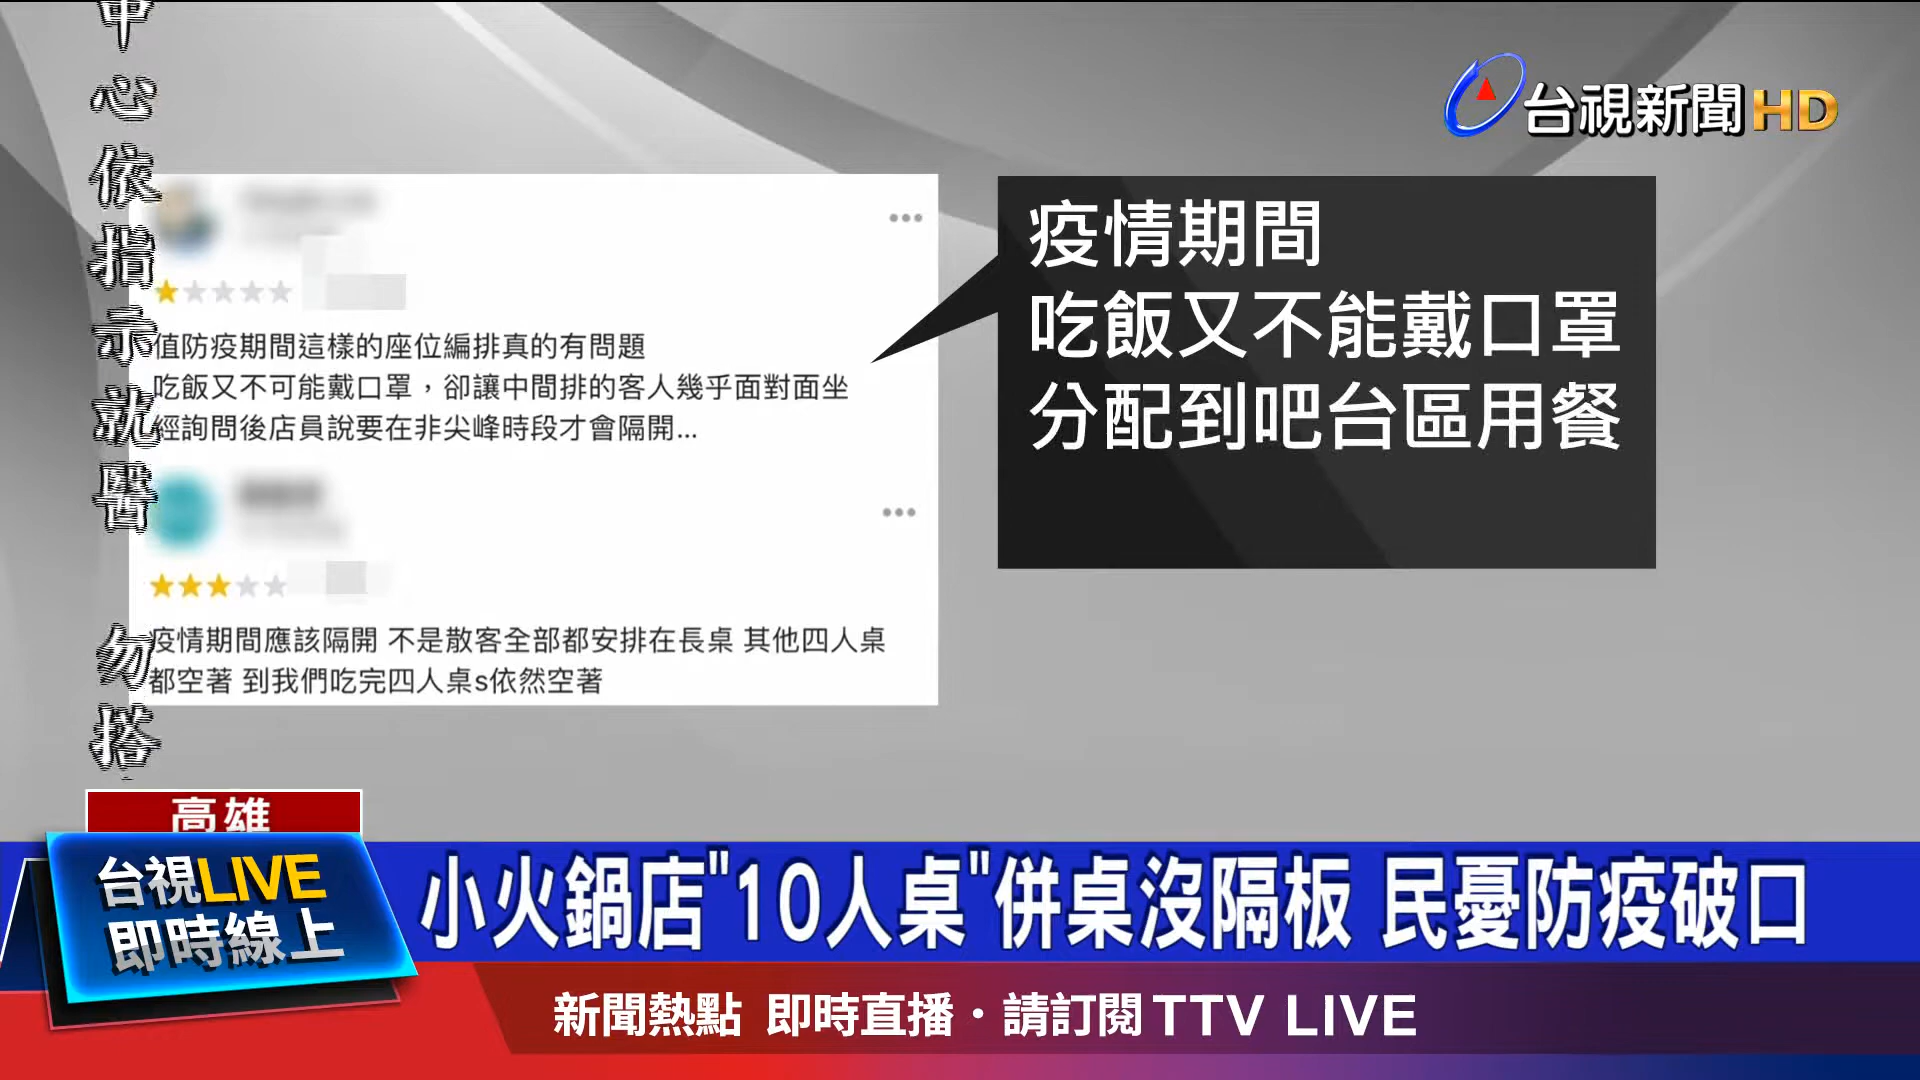 中心依指示就醫 勿搭
台視新聞HD
值防疫期間這樣的座位編排真的有問題
吃飯又不可能戴口罩，卻讓中間排的客人幾乎面對面坐
經詢問後店員說要在非尖峰時段才會隔開...
疫情期間應該隔開 不是散客全部都安排在長桌 其他四人桌
都空著 到我們吃完四人桌s依然空著
疫情期間
吃飯又不能戴口罩
分配到吧台區用餐
高雄
台視LIVE
即時線上
小火鍋店"10人桌"併桌沒隔板 民憂防疫破口
新聞熱點 即時直播・請訂閱TTV LIVE